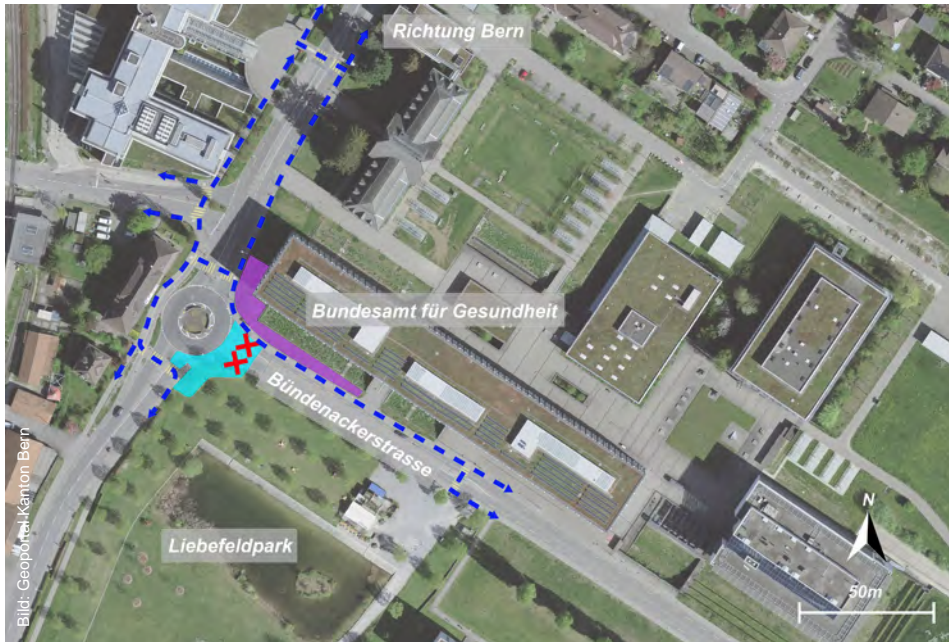 Richtung Bern
Bundesamt für Gesundheit
Bündenackerstrasse
Liebefeldpark
N
50m
Bild: Geoportal Kanton Bern